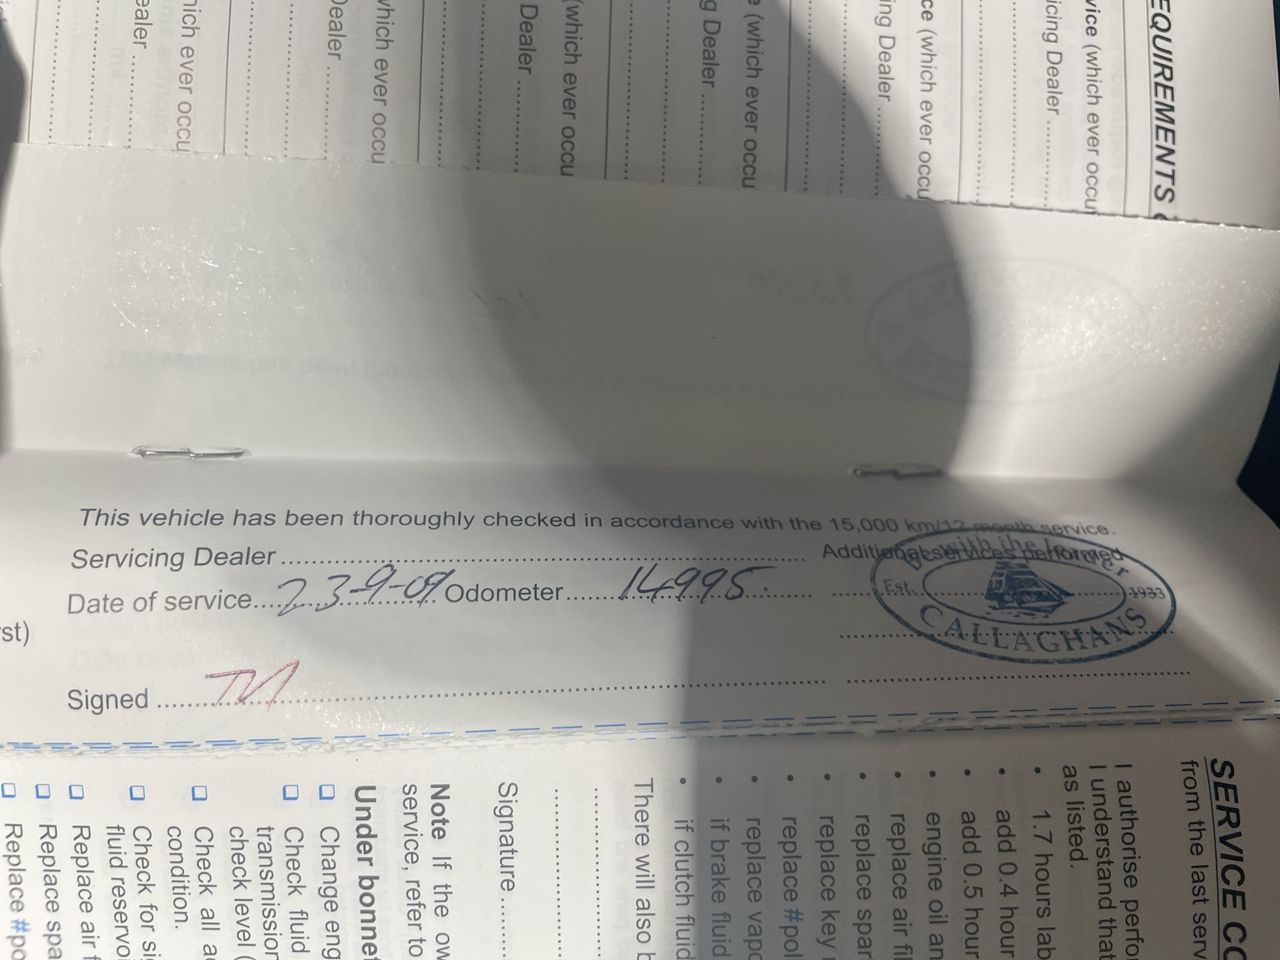 EQUIREMENTS
vice (which ever occu
icing Dealer
ce (which ever occu
ing Dealer
e (which ever occu
g Dealer
(which ever occu
Dealer
which ever occu
Dealer
hich ever occu
ealer
This vehicle has been thoroughly checked in accordance with the 15,000 km/12 month service.
Servicing Dealer
Additional services performed
Date of service 23-9-09 Odometer 14995
st)
Signed
with the
Est. 1933
CALLAGHANS
SERVICE CO
from the last serv
I authorise perfo
I understand that
as listed.
• 1.7 hours lab
• add 0.4 hour
• add 0.5 hour
• engine oil an
• replace air fil
• replace spar
• replace key
• replace #pol
• replace vapo
• if brake fluid
• if clutch fluid
There will also b
Signature
Note If the ow
service, refer to
Under bonnet
Change eng
Check fluid
transmission
check level (
Check all a
condition.
Check for si
fluid reservo
Replace air f
Replace spa
Replace #po